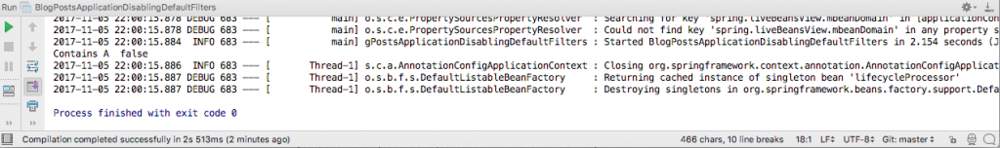 Run BlogPostsApplicationDisablingDefaultFilters
2017-11-05 22:00:15.878 DEBUG 683 --- [ main] o.s.c.e.PropertySourcesPropertyResolver : Searching for key 'spring.liveBeansView.mbeanDomain' in [applicationCon
2017-11-05 22:00:15.878 DEBUG 683 --- [ main] o.s.c.e.PropertySourcesPropertyResolver : Could not find key 'spring.liveBeansView.mbeanDomain' in any property s
2017-11-05 22:00:15.884 INFO 683 --- [ main] gPostsApplicationDisablingDefaultFilters : Started BlogPostsApplicationDisablingDefaultFilters in 2.154 seconds (J
Contains A false
2017-11-05 22:00:15.886 INFO 683 --- [ Thread-1] s.c.a.AnnotationConfigApplicationContext : Closing org.springframework.context.annotation.AnnotationConfigApplicat
2017-11-05 22:00:15.887 DEBUG 683 --- [ Thread-1] o.s.b.f.s.DefaultListableBeanFactory : Returning cached instance of singleton bean 'lifecycleProcessor'
2017-11-05 22:00:15.887 DEBUG 683 --- [ Thread-1] o.s.b.f.s.DefaultListableBeanFactory : Destroying singletons in org.springframework.beans.factory.support.Defa
Process finished with exit code 0
Compilation completed successfully in 2s 513ms (2 minutes ago) 466 chars, 10 line breaks 18:1 LF UTF-8 Git: master